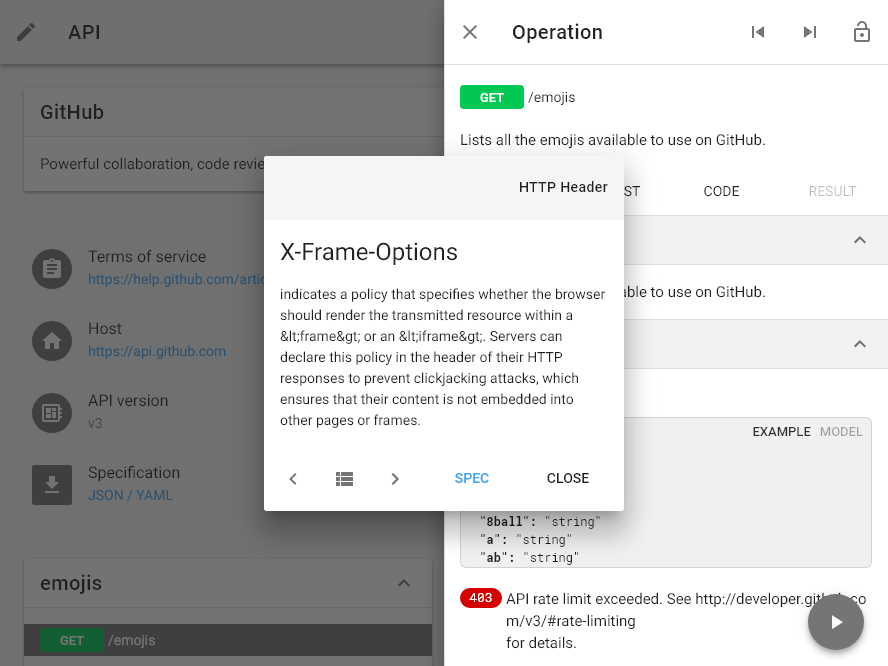 API
GitHub
Powerful collaboration, code revie
Terms of service
https://help.github.com/artic
Host
https://api.github.com
API version
v3
Specification
JSON / YAML
emojis
GET /emojis
Operation
GET /emojis
Lists all the emojis available to use on GitHub.
ST CODE RESULT
ble to use on GitHub.
EXAMPLE MODEL
"8ball": "string"
"a": "string"
"ab": "string"
403 API rate limit exceeded. See http://developer.github.co
m/v3/#rate-limiting
for details.
HTTP Header
X-Frame-Options
indicates a policy that specifies whether the browser
should render the transmitted resource within a
&lt;frame&gt; or an &lt;iframe&gt;. Servers can
declare this policy in the header of their HTTP
responses to prevent clickjacking attacks, which
ensures that their content is not embedded into
other pages or frames.
SPEC CLOSE